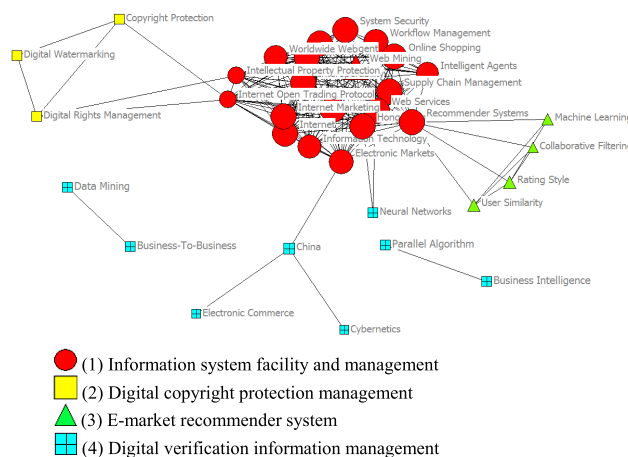 System Security
Copyright Protection
Workflow Management
Worldwide Webgent
Online Shopping
Digital Watermarking
Web Mining
Intelligent Agents
Intellectual Property Protection
Supply Chain Management
Internet Open Trading Protocol
Internet Marketing
Web Services
Digital Rights Management
Recommender Systems
Machine Learning
Internet
Hon
Information Technology
Collaborative Filtering
Electronic Markets
Rating Style
Data Mining
User Similarity
Neural Networks
Business-To-Business
China
Parallel Algorithm
Business Intelligence
Electronic Commerce
Cybernetics
(1) Information system facility and management
(2) Digital copyright protection management
(3) E-market recommender system
(4) Digital verification information management